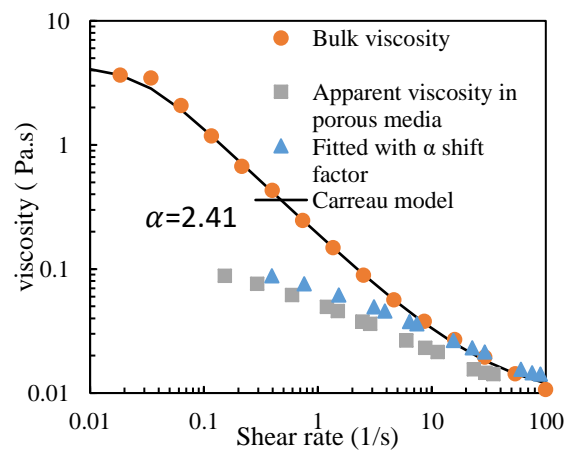 10
1
0.1
0.01
viscosity ( Pa.s)
Bulk viscosity
Apparent viscosity in
porous media
Fitted with α shift
factor
Carreau model
𝛼=2.41
0.01
0.1
1
10
100
Shear rate (1/s)